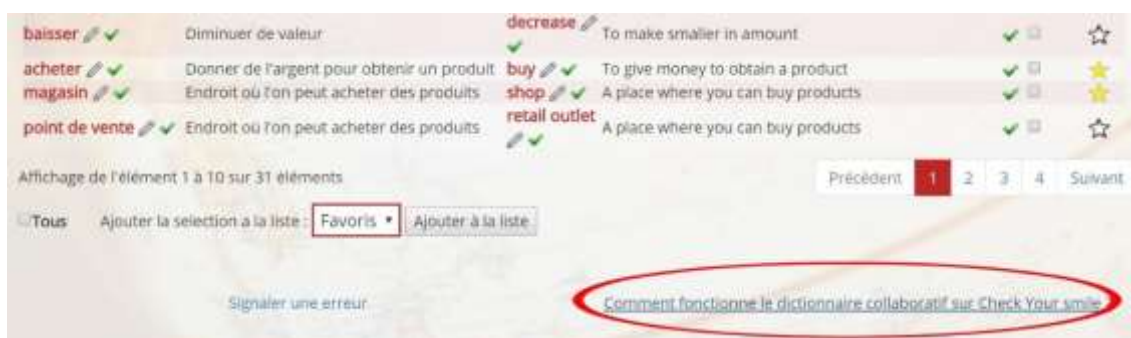 decrease
baisser Diminuer de valeur To make smaller in amount
acheter Donner de l'argent pour obtenir un produit buy To give money to obtain a product
magasin Endroit où l'on peut acheter des produits shop A place where you can buy products
retail outlet
point de vente Endroit où l'on peut acheter des produits A place where you can buy products
Affichage de l'élément 1 à 10 sur 31 éléments Précédent 1 2 3 4 Suivant
Tous Ajouter la selection a la liste : Favoris Ajouter à la liste
Signaler une erreur Comment fonctionne le dictionnaire collaboratif sur Check Your smile